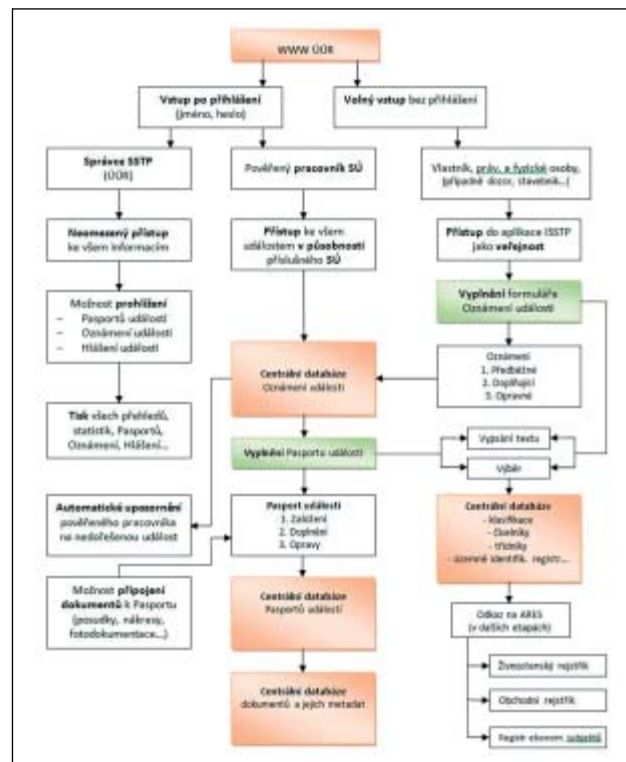 WWW ÚÚR
Vstup po přihlášení
(jméno, heslo)
Volný vstup bez přihlášení
Správce SSTP
(ÚÚR)
Pověřený pracovník SÚ
Vlastník, práv. a fyzické osoby,
(případně dozor, stavebník...)
Neomezený přístup
ke všem informacím
Přístup ke všem
událostem v působnosti
příslušného SÚ
Přístup do aplikace ISSTP
jako veřejnost
Možnost prohlížení
– Pasportů událostí
– Oznámení událostí
– Hlášení událostí
Vyplnění formuláře
Oznámení události
Oznámení
1. Předběžné
2. Doplňující
3. Opravné
Centrální databáze
Oznámení událostí
Tisk všech přehledů,
statistik, Pasportů,
Oznámení, Hlášení...
Vyplnění Pasportu události
Vypsání textu
Výběr
Automatické upozornění
pověřeného pracovníka
na nedořešenou událost
Pasport události
1. Založení
2. Doplnění
3. Opravy
Centrální databáze
- klasifikace
- číselníky
- třídníky
- územně identifik. registr...
Možnost připojení
dokumentů k Pasportu
(posudky, nákresy,
fotodokumentace...)
Centrální databáze
Pasportů událostí
Odkaz na ARES
(v dalších etapách)
Živnostenský rejstřík
Centrální databáze
dokumentů a jejich metadat
Obchodní rejstřík
Registr ekonom. subjektů